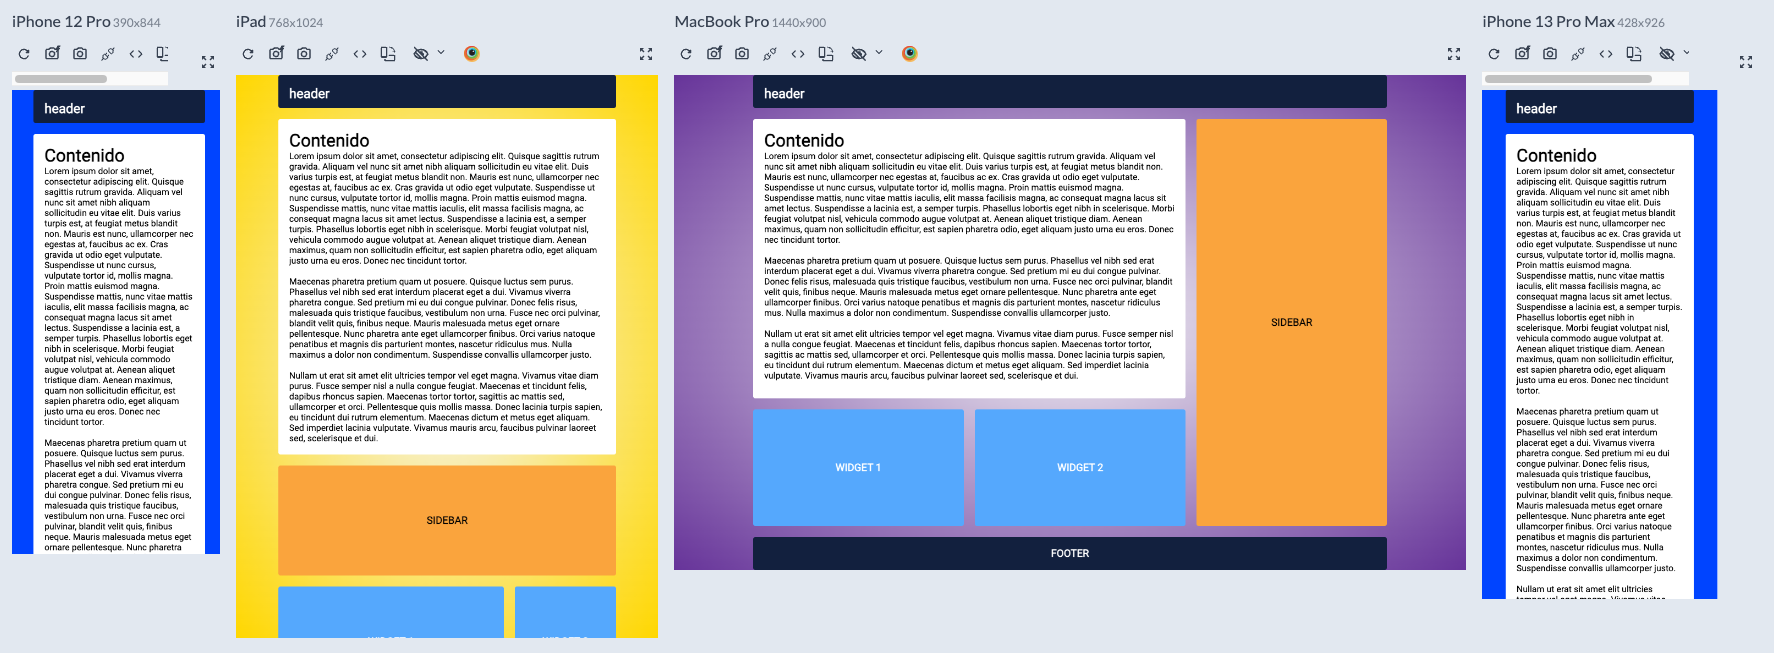 iPhone 12 Pro 390x844
header
Contenido
Lorem ipsum dolor sit amet,
consectetur adipiscing elit. Quisque
sagittis rutrum gravida. Aliquam vel
nunc sit amet nibh aliquam
sollicitudin eu vitae elit. Duis varius
turpis est, at feugiat metus blandit
non. Mauris est nunc, ullamcorper nec
egestas at, faucibus ac ex. Cras
gravida ut odio eget vulputate.
Suspendisse ut nunc cursus,
vulputate tortor id, mollis magna.
Proin mattis euismod magna.
Suspendisse mattis, nunc vitae mattis
iaculis, elit massa facilisis magna, ac
consequat magna lacus sit amet
lectus. Suspendisse a lacinia est, a
semper turpis. Phasellus lobortis eget
nibh in scelerisque. Morbi feugiat
volutpat nisl, vehicula commodo
augue volutpat at. Aenean aliquet
tristique diam. Aenean maximus,
quam non sollicitudin efficitur, est
sapien pharetra odio, eget aliquam
justo urna eu eros. Donec nec
tincidunt tortor.
Maecenas pharetra pretium quam ut
posuere. Quisque luctus sem purus.
Phasellus vel nibh sed erat interdum
placerat eget a dui. Vivamus viverra
pharetra congue. Sed pretium mi eu
dui congue pulvinar. Donec felis risus,
malesuada quis tristique faucibus,
vestibulum non urna. Fusce nec orci
pulvinar, blandit velit quis, finibus
neque. Mauris malesuada metus eget
ornare pellentesque. Nunc pharetra
iPad 768x1024
header
Contenido
Lorem ipsum dolor sit amet, consectetur adipiscing elit. Quisque sagittis rutrum
gravida. Aliquam vel nunc sit amet nibh aliquam sollicitudin eu vitae elit. Duis
varius turpis est, at feugiat metus blandit non. Mauris est nunc, ullamcorper nec
egestas at, faucibus ac ex. Cras gravida ut odio eget vulputate. Suspendisse ut
nunc cursus, vulputate tortor id, mollis magna. Proin mattis euismod magna.
Suspendisse mattis, nunc vitae mattis iaculis, elit massa facilisis magna, ac
consequat magna lacus sit amet lectus. Suspendisse a lacinia est, a semper
turpis. Phasellus lobortis eget nibh in scelerisque. Morbi feugiat volutpat nisl,
vehicula commodo augue volutpat at. Aenean aliquet tristique diam. Aenean
maximus, quam non sollicitudin efficitur, est sapien pharetra odio, eget aliquam
justo urna eu eros. Donec nec tincidunt tortor.
Maecenas pharetra pretium quam ut posuere. Quisque luctus sem purus.
Phasellus vel nibh sed erat interdum placerat eget a dui. Vivamus viverra
pharetra congue. Sed pretium mi eu dui congue pulvinar. Donec felis risus,
malesuada quis tristique faucibus, vestibulum non urna. Fusce nec orci pulvinar,
blandit velit quis, finibus neque. Mauris malesuada metus eget ornare
pellentesque. Nunc pharetra ante eget ullamcorper finibus. Orci varius natoque
penatibus et magnis dis parturient montes, nascetur ridiculus mus. Nulla
maximus a dolor non condimentum. Suspendisse convallis ullamcorper justo.
Nullam ut erat sit amet elit ultricies tempor vel eget magna. Vivamus vitae diam
purus. Fusce semper nisl a nulla congue feugiat. Maecenas et tincidunt felis,
dapibus rhoncus sapien. Maecenas tortor tortor, sagittis ac mattis sed,
ullamcorper et orci. Pellentesque quis mollis massa. Donec lacinia turpis sapien,
eu tincidunt dui rutrum elementum. Maecenas dictum et metus eget aliquam.
Sed imperdiet lacinia vulputate. Vivamus mauris arcu, faucibus pulvinar laoreet
sed, scelerisque et dui.
SIDEBAR
MacBook Pro 1440x900
header
Contenido
Lorem ipsum dolor sit amet, consectetur adipiscing elit. Quisque sagittis rutrum gravida. Aliquam vel
nunc sit amet nibh aliquam sollicitudin eu vitae elit. Duis varius turpis est, at feugiat metus blandit non.
Mauris est nunc, ullamcorper nec egestas at, faucibus ac ex. Cras gravida ut odio eget vulputate.
Suspendisse ut nunc cursus, vulputate tortor id, mollis magna. Proin mattis euismod magna.
Suspendisse mattis, nunc vitae mattis iaculis, elit massa facilisis magna, ac consequat magna lacus sit
amet lectus. Suspendisse a lacinia est, a semper turpis. Phasellus lobortis eget nibh in scelerisque. Morbi
feugiat volutpat nisl, vehicula commodo augue volutpat at. Aenean aliquet tristique diam. Aenean
maximus, quam non sollicitudin efficitur, est sapien pharetra odio, eget aliquam justo urna eu eros. Donec
nec tincidunt tortor.
Maecenas pharetra pretium quam ut posuere. Quisque luctus sem purus. Phasellus vel nibh sed erat
interdum placerat eget a dui. Vivamus viverra pharetra congue. Sed pretium mi eu dui congue pulvinar.
Donec felis risus, malesuada quis tristique faucibus, vestibulum non urna. Fusce nec orci pulvinar, blandit
velit quis, finibus neque. Mauris malesuada metus eget ornare pellentesque. Nunc pharetra ante eget
ullamcorper finibus. Orci varius natoque penatibus et magnis dis parturient montes, nascetur ridiculus
mus. Nulla maximus a dolor non condimentum. Suspendisse convallis ullamcorper justo.
Nullam ut erat sit amet elit ultricies tempor vel eget magna. Vivamus vitae diam purus. Fusce semper nisl
a nulla congue feugiat. Maecenas et tincidunt felis, dapibus rhoncus sapien. Maecenas tortor tortor,
sagittis ac mattis sed, ullamcorper et orci. Pellentesque quis mollis massa. Donec lacinia turpis sapien,
eu tincidunt dui rutrum elementum. Maecenas dictum et metus eget aliquam. Sed imperdiet lacinia
vulputate. Vivamus mauris arcu, faucibus pulvinar laoreet sed, scelerisque et dui.
SIDEBAR
WIDGET 1
WIDGET 2
FOOTER
iPhone 13 Pro Max 428x926
header
Contenido
Lorem ipsum dolor sit amet, consectetur
adipiscing elit. Quisque sagittis rutrum
gravida. Aliquam vel nunc sit amet nibh
aliquam sollicitudin eu vitae elit. Duis
varius turpis est, at feugiat metus blandit
non. Mauris est nunc, ullamcorper nec
egestas at, faucibus ac ex. Cras gravida ut
odio eget vulputate. Suspendisse ut nunc
cursus, vulputate tortor id, mollis magna.
Proin mattis euismod magna.
Suspendisse mattis, nunc vitae mattis
iaculis, elit massa facilisis magna, ac
consequat magna lacus sit amet lectus.
Suspendisse a lacinia est, a semper turpis.
Phasellus lobortis eget nibh in
scelerisque. Morbi feugiat volutpat nisl,
vehicula commodo augue volutpat at.
Aenean aliquet tristique diam. Aenean
maximus, quam non sollicitudin efficitur,
est sapien pharetra odio, eget aliquam
justo urna eu eros. Donec nec tincidunt
tortor.
Maecenas pharetra pretium quam ut
posuere. Quisque luctus sem purus.
Phasellus vel nibh sed erat interdum
placerat eget a dui. Vivamus viverra
pharetra congue. Sed pretium mi eu dui
congue pulvinar. Donec felis risus,
malesuada quis tristique faucibus,
vestibulum non urna. Fusce nec orci
pulvinar, blandit velit quis, finibus neque.
Mauris malesuada metus eget ornare
pellentesque. Nunc pharetra ante eget
ullamcorper finibus. Orci varius natoque
penatibus et magnis dis parturient
montes, nascetur ridiculus mus. Nulla
maximus a dolor non condimentum.
Suspendisse convallis ullamcorper justo.
Nullam ut erat sit amet elit ultricies